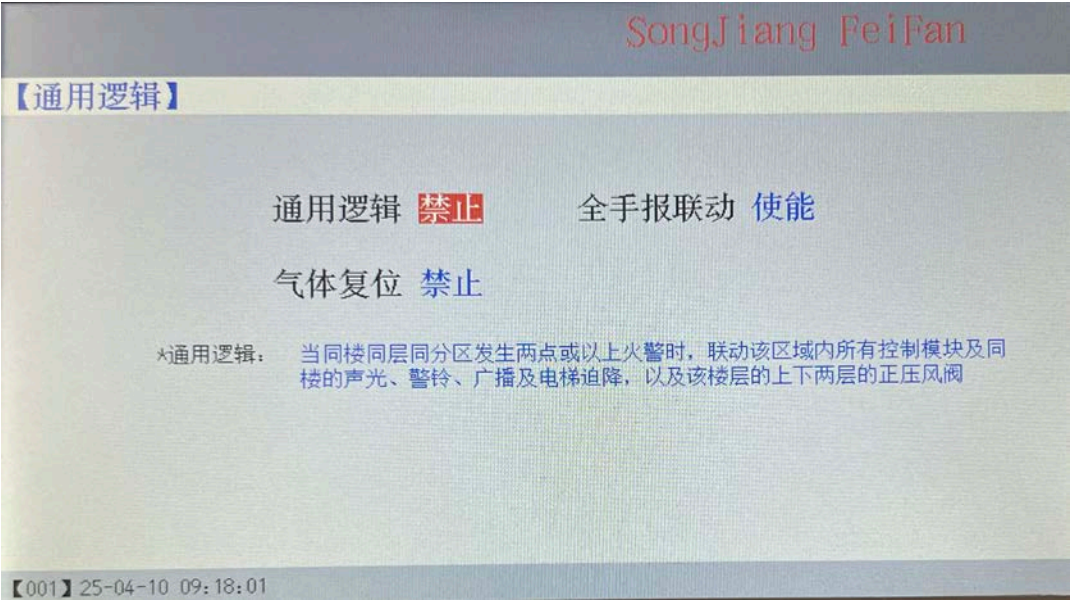 SongJiang FeiFan
【通用逻辑】
通用逻辑 禁止 全手报联动 使能
气体复位 禁止
*通用逻辑： 当同楼同层同分区发生两点或以上火警时，联动该区域内所有控制模块及同
楼的声光、警铃、广播及电梯迫降，以及该楼层的上下两层的正压风阀
【001】25-04-10 09:18:01